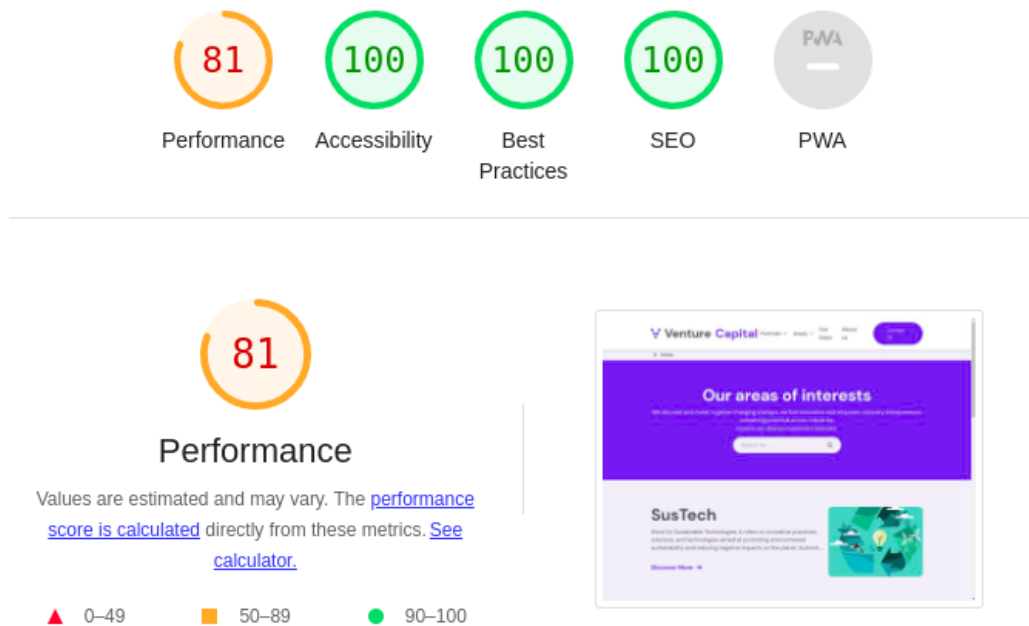 81
100
100
100
PWA
Performance
Accessibility
Best
Practices
SEO
PWA
81
Performance
Values are estimated and may vary. The performance
score is calculated directly from these metrics. See
calculator.
0–49
50–89
90–100
Venture Capital
Our areas of interests
SusTech
Discover More